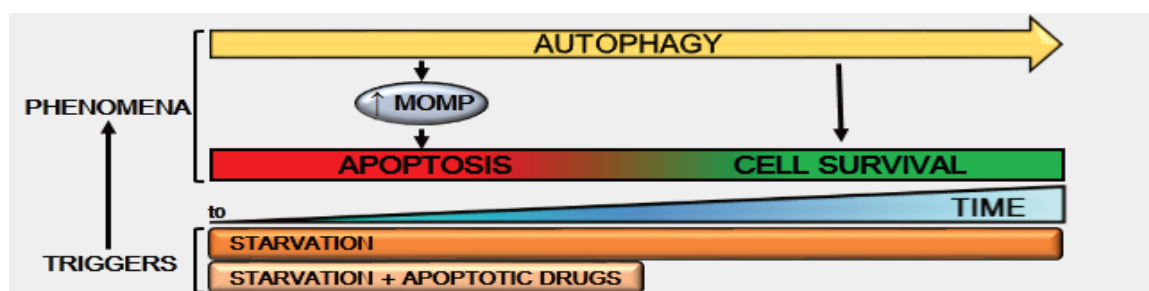 AUTOPHAGY
↑ MOMP
PHENOMENA
APOPTOSIS CELL SURVIVAL
to TIME
STARVATION
TRIGGERS
STARVATION + APOPTOTIC DRUGS